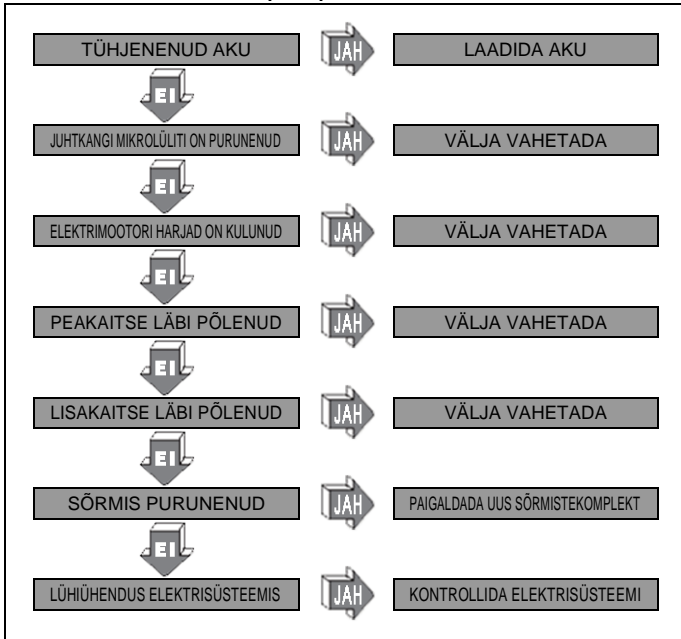 TÜHJENENUD AKU JAH LAADIDA AKU
EI
JUHTKANGI MIKROLÜLITI ON PURUNENUD JAH VÄLJA VAHETADA
EI
ELEKTRIMOOTORI HARJAD ON KULUNUD JAH VÄLJA VAHETADA
EI
PEAKAITSE LÄBI PÕLENUD JAH VÄLJA VAHETADA
EI
LISAKAITSE LÄBI PÕLENUD JAH VÄLJA VAHETADA
EI
SÕRMIS PURUNENUD JAH PAIGALDADA UUS SÕRMISTEKOMPLEKT
EI
LÜHIÜHENDUS ELEKTRISÜSTEEMIS JAH KONTROLLIDA ELEKTRISÜSTEEMI